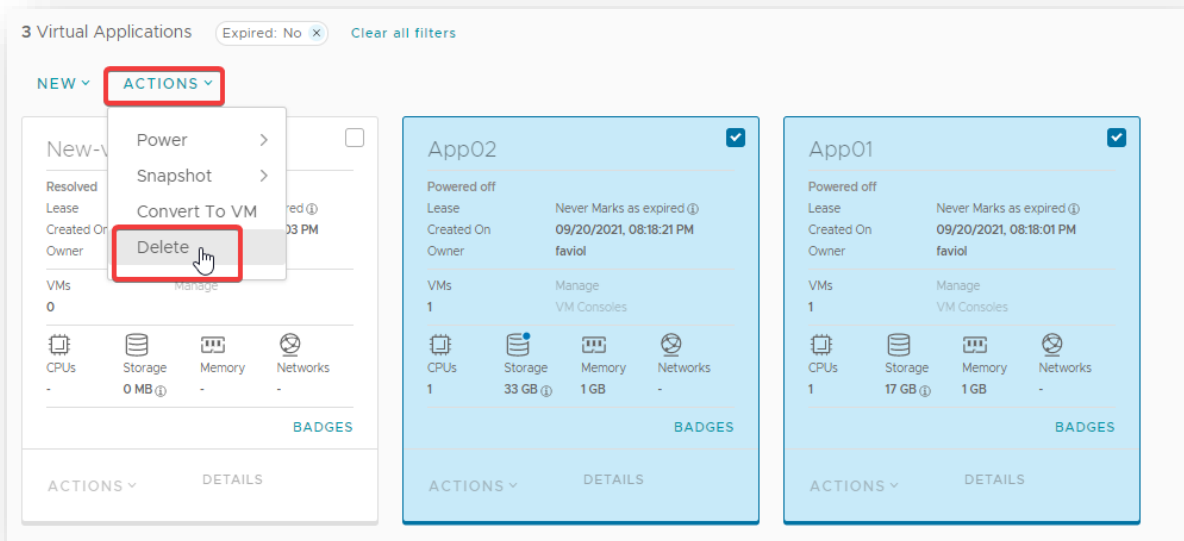 3 Virtual Applications Expired: No × Clear all filters
NEW ACTIONS
Power
Snapshot
Convert To VM
Delete
Resolved
Lease
Created On 03 PM
Owner
VMs Manage
0
CPUs Storage Memory Networks
- 0 MB - -
BADGES
ACTIONS DETAILS
App02
Powered off
Lease Never Marks as expired
Created On 09/20/2021, 08:18:21 PM
Owner faviol
VMs Manage
1 VM Consoles
CPUs Storage Memory Networks
1 33 GB 1 GB -
BADGES
ACTIONS DETAILS
App01
Powered off
Lease Never Marks as expired
Created On 09/20/2021, 08:18:01 PM
Owner faviol
VMs Manage
1 VM Consoles
CPUs Storage Memory Networks
1 17 GB 1 GB -
BADGES
ACTIONS DETAILS